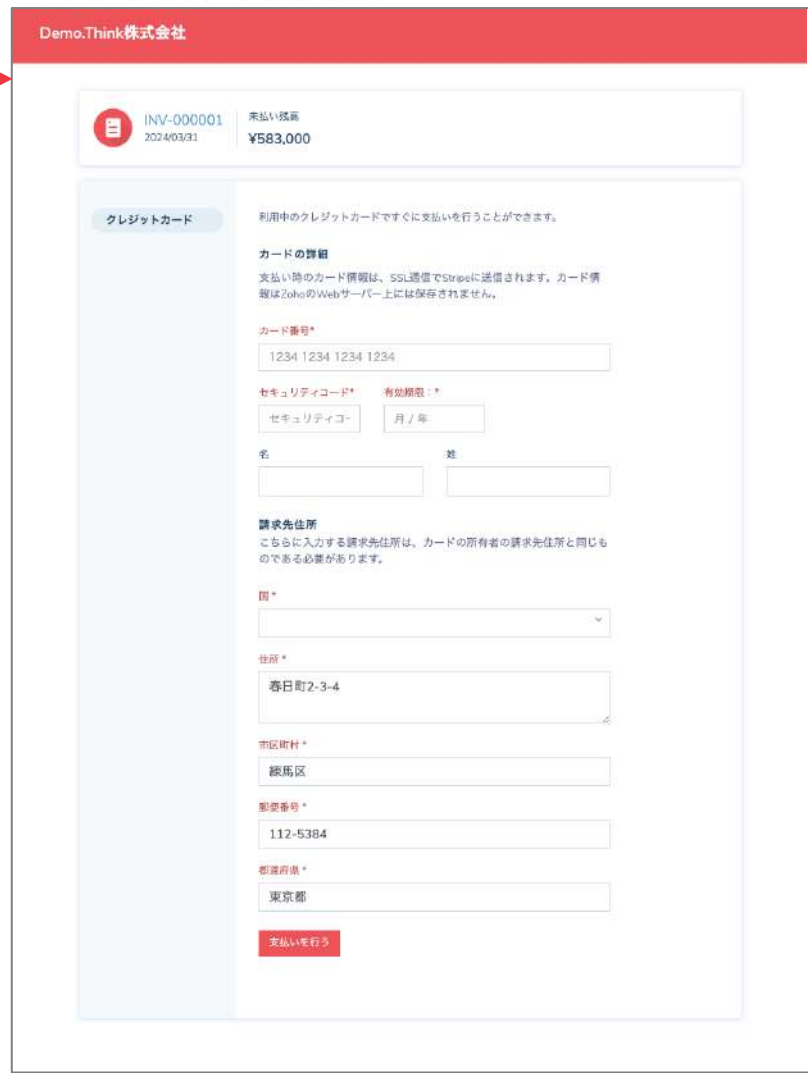 Demo.Think株式会社
INV-000001
2024/03/31
未払い残高
¥583,000
クレジットカード
利用中のクレジットカードですぐに支払いを行うことができます。
カードの詳細
支払い時のカード情報は、SSL通信でStripeに送信されます。カード情
報はZohoのWebサーバー上には保存されません。
カード番号*
1234 1234 1234 1234
セキュリティコード* 有効期限：*
セキュリティコー 月 / 年
名 姓
請求先住所
こちらに入力する請求先住所は、カードの所有者の請求先住所と同じも
のである必要があります。
国 *
住所 *
春日町2-3-4
市区町村 *
練馬区
郵便番号 *
112-5384
都道府県 *
東京都
支払いを行う